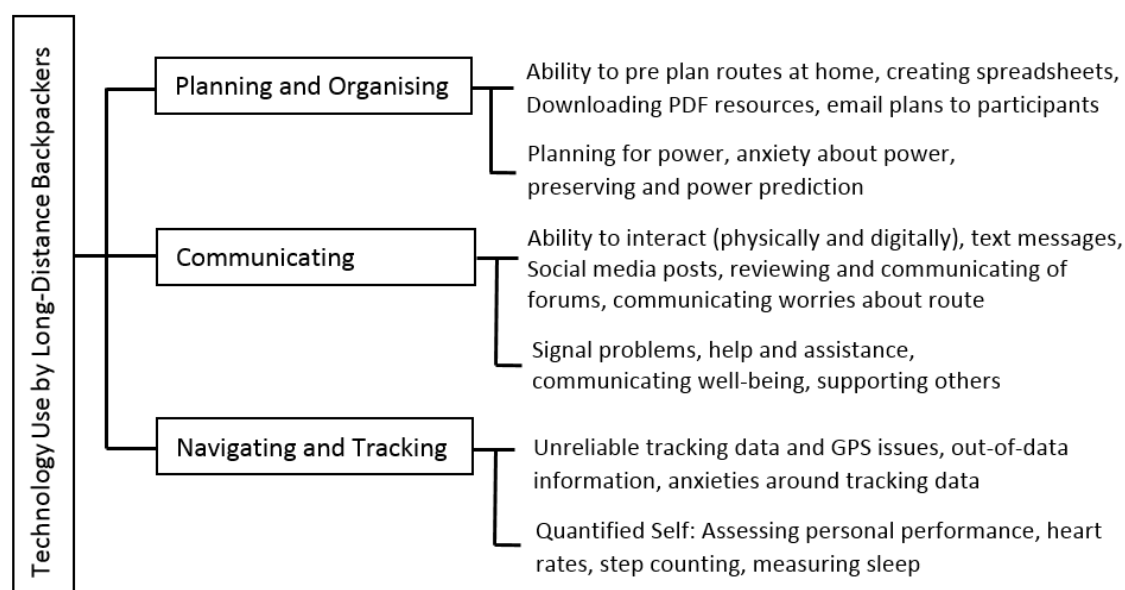 Technology Use by Long-Distance Backpackers
Planning and Organising
Ability to pre plan routes at home, creating spreadsheets,
Downloading PDF resources, email plans to participants
Planning for power, anxiety about power,
preserving and power prediction
Communicating
Ability to interact (physically and digitally), text messages,
Social media posts, reviewing and communicating of
forums, communicating worries about route
Signal problems, help and assistance,
communicating well-being, supporting others
Navigating and Tracking
Unreliable tracking data and GPS issues, out-of-data
information, anxieties around tracking data
Quantified Self: Assessing personal performance, heart
rates, step counting, measuring sleep